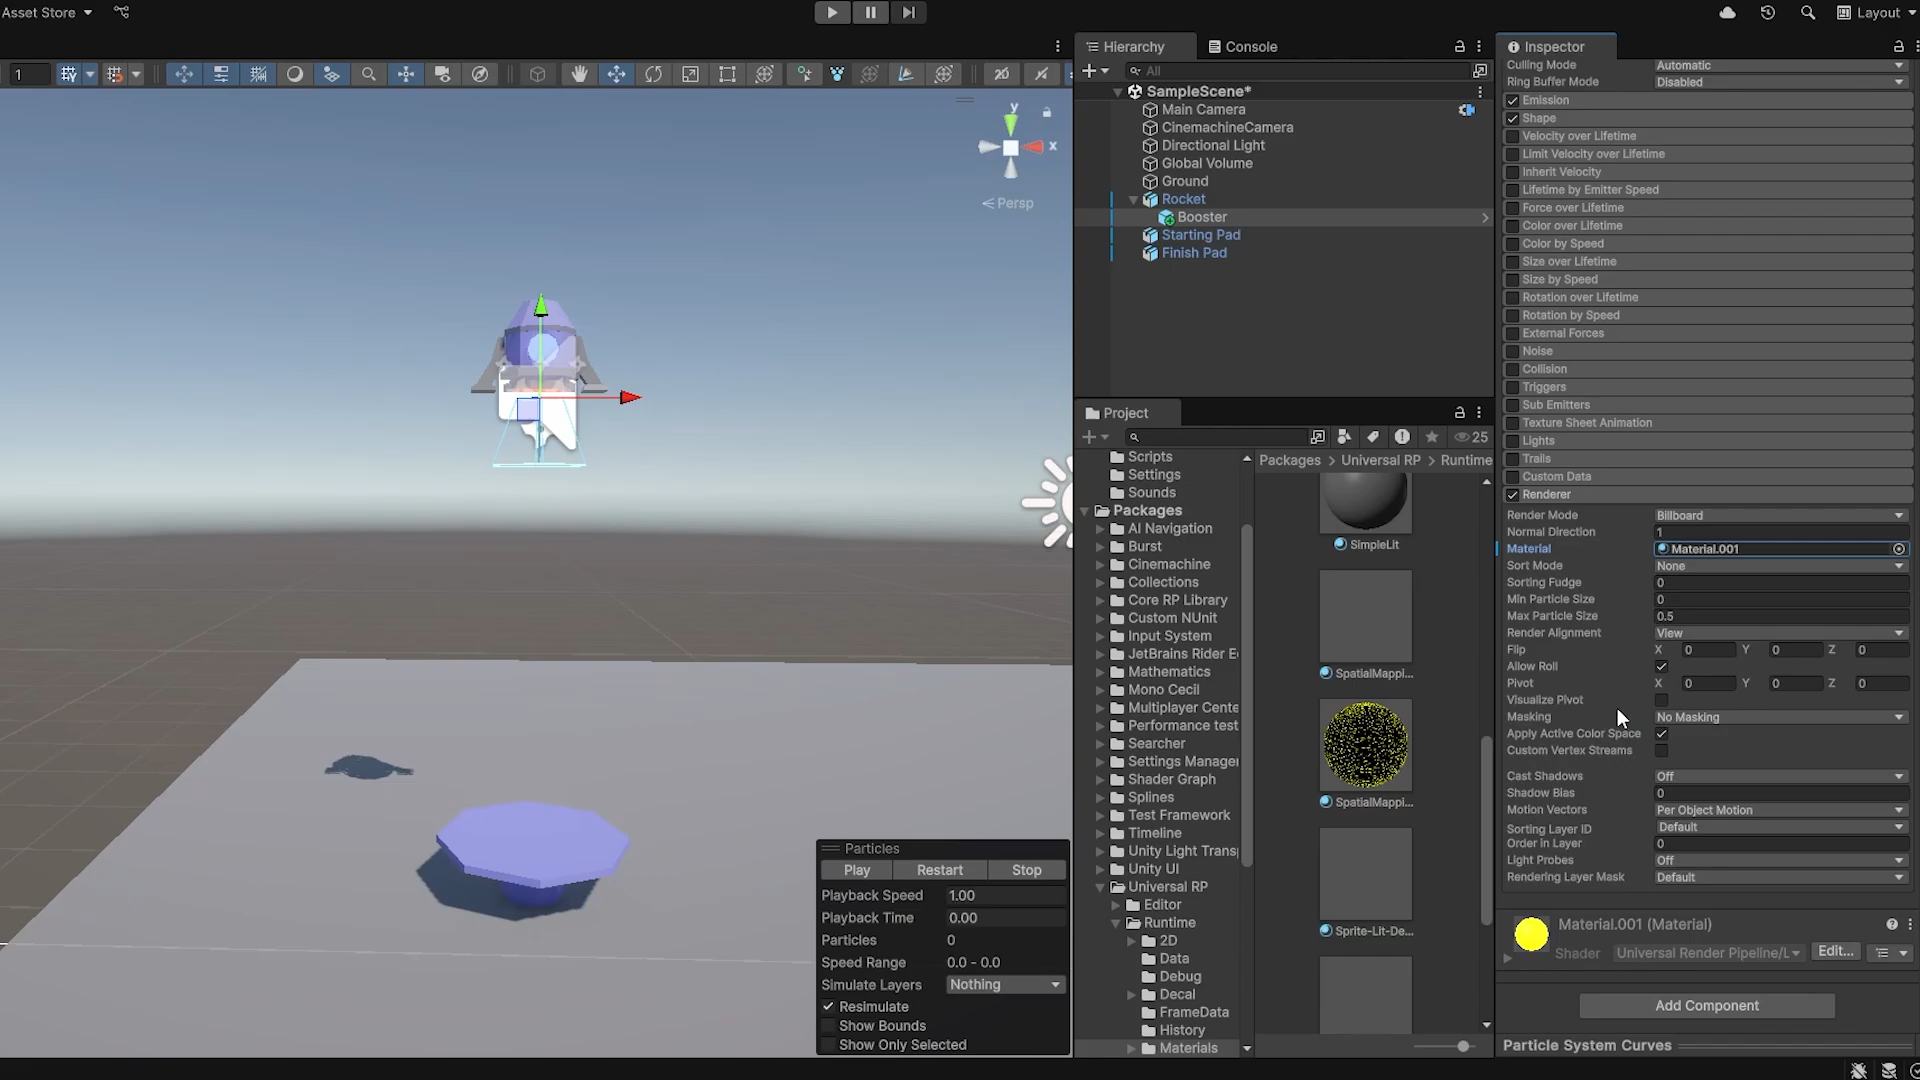 Asset Store
Layout
1
y
x
Persp
Particles
Play Restart Stop
Playback Speed 1.00
Playback Time 0.00
Particles 0
Speed Range 0.0 - 0.0
Simulate Layers Nothing
Resimulate
Show Bounds
Show Only Selected
Hierarchy Console
All
SampleScene*
Main Camera
CinemachineCamera
Directional Light
Global Volume
Ground
Rocket
Booster
Starting Pad
Finish Pad
Project
25
Scripts
Settings
Sounds
Packages
AI Navigation
Burst
Cinemachine
Collections
Core RP Library
Custom NUnit
Input System
JetBrains Rider E
Mathematics
Mono Cecil
Multiplayer Cente
Performance test
Searcher
Settings Manager
Shader Graph
Splines
Test Framework
Timeline
Unity Light Trans
Unity UI
Universal RP
Editor
Runtime
2D
Data
Debug
Decal
FrameData
History
Materials
Packages > Universal RP > Runtime
SimpleLit
SpatialMappi...
SpatialMappi...
Sprite-Lit-De...
Inspector
Culling Mode Automatic
Ring Buffer Mode Disabled
Emission
Shape
Velocity over Lifetime
Limit Velocity over Lifetime
Inherit Velocity
Lifetime by Emitter Speed
Force over Lifetime
Color over Lifetime
Color by Speed
Size over Lifetime
Size by Speed
Rotation over Lifetime
Rotation by Speed
External Forces
Noise
Collision
Triggers
Sub Emitters
Texture Sheet Animation
Lights
Trails
Custom Data
Renderer
Render Mode Billboard
Normal Direction 1
Material Material.001
Sort Mode None
Sorting Fudge 0
Min Particle Size 0
Max Particle Size 0.5
Render Alignment View
Flip X 0 Y 0 Z 0
Allow Roll
Pivot X 0 Y 0 Z 0
Visualize Pivot
Masking No Masking
Apply Active Color Space
Custom Vertex Streams
Cast Shadows Off
Shadow Bias 0
Motion Vectors Per Object Motion
Sorting Layer ID Default
Order in Layer 0
Light Probes Off
Rendering Layer Mask Default
Material.001 (Material)
Shader Universal Render Pipeline/L Edit...
Add Component
Particle System Curves